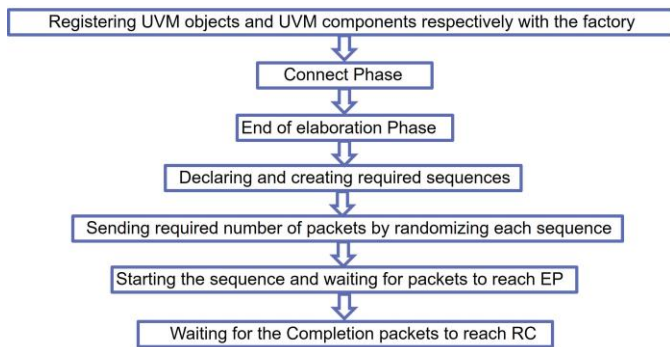 Registering UVM objects and UVM components respectively with the factory
Connect Phase
End of elaboration Phase
Declaring and creating required sequences
Sending required number of packets by randomizing each sequence
Starting the sequence and waiting for packets to reach EP
Waiting for the Completion packets to reach RC